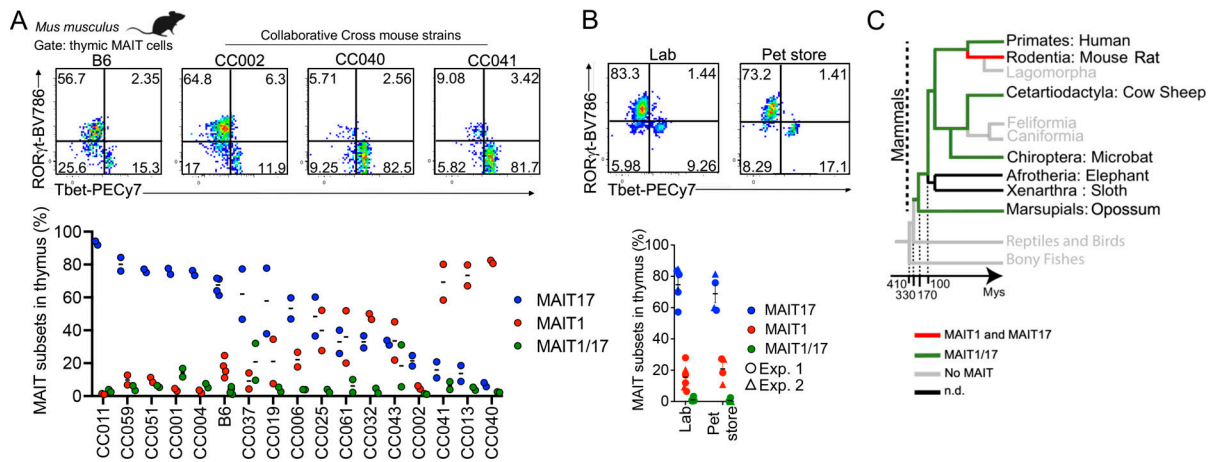 A
Mus musculus
Gate: thymic MAIT cells
Collaborative Cross mouse strains
B6
CC002
CC040
CC041
56.7
2.35
64.8
6.3
5.71
2.56
9.08
3.42
25.6
15.3
17
11.9
9.25
82.5
5.82
81.7
RORγt-BV786
Tbet-PECy7
MAIT subsets in thymus (%)
100
80
60
40
20
0
CC011
CC059
CC051
CC001
CC004
B6
CC037
CC019
CC006
CC025
CC061
CC032
CC043
CC002
CC041
CC013
CC040
MAIT17
MAIT1
MAIT1/17
B
Lab
Pet store
83.3
1.44
73.2
1.41
5.98
9.26
8.29
17.1
RORγt-BV786
Tbet-PECy7
MAIT subsets in thymus (%)
100
80
60
40
20
0
Lab
Pet
store
MAIT17
MAIT1
MAIT1/17
Exp. 1
Exp. 2
C
Mammals
Primates: Human
Rodentia: Mouse Rat
Lagomorpha
Cetartiodactyla: Cow Sheep
Feliformia
Caniformia
Chiroptera: Microbat
Afrotheria: Elephant
Xenarthra : Sloth
Marsupials: Opossum
Reptiles and Birds
Bony Fishes
410
330
170
100
Mys
MAIT1 and MAIT17
MAIT1/17
No MAIT
n.d.